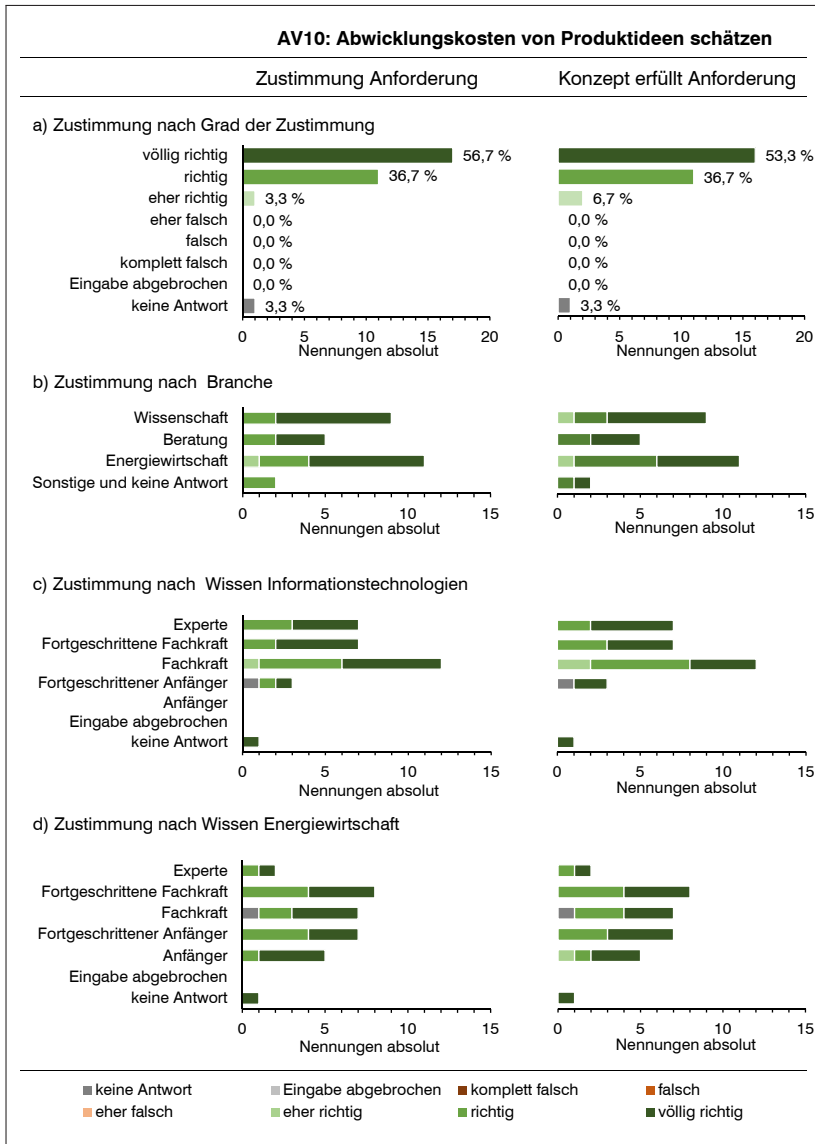 AV10: Abwicklungskosten von Produktideen schätzen
Zustimmung Anforderung Konzept erfüllt Anforderung
a) Zustimmung nach Grad der Zustimmung
völlig richtig 56,7 % 53,3 %
richtig 36,7 % 36,7 %
eher richtig 3,3 % 6,7 %
eher falsch 0,0 % 0,0 %
falsch 0,0 % 0,0 %
komplett falsch 0,0 % 0,0 %
Eingabe abgebrochen 0,0 % 0,0 %
keine Antwort 3,3 % 3,3 %
0 5 10 15 20 0 5 10 15 20
Nennungen absolut Nennungen absolut
b) Zustimmung nach Branche
Wissenschaft
Beratung
Energiewirtschaft
Sonstige und keine Antwort
0 5 10 15 0 5 10 15
Nennungen absolut Nennungen absolut
c) Zustimmung nach Wissen Informationstechnologien
Experte
Fortgeschrittene Fachkraft
Fachkraft
Fortgeschrittener Anfänger
Anfänger
Eingabe abgebrochen
keine Antwort
0 5 10 15 0 5 10 15
Nennungen absolut Nennungen absolut
d) Zustimmung nach Wissen Energiewirtschaft
Experte
Fortgeschrittene Fachkraft
Fachkraft
Fortgeschrittener Anfänger
Anfänger
Eingabe abgebrochen
keine Antwort
0 5 10 15 0 5 10 15
Nennungen absolut Nennungen absolut
keine Antwort Eingabe abgebrochen komplett falsch falsch
eher falsch eher richtig richtig völlig richtig